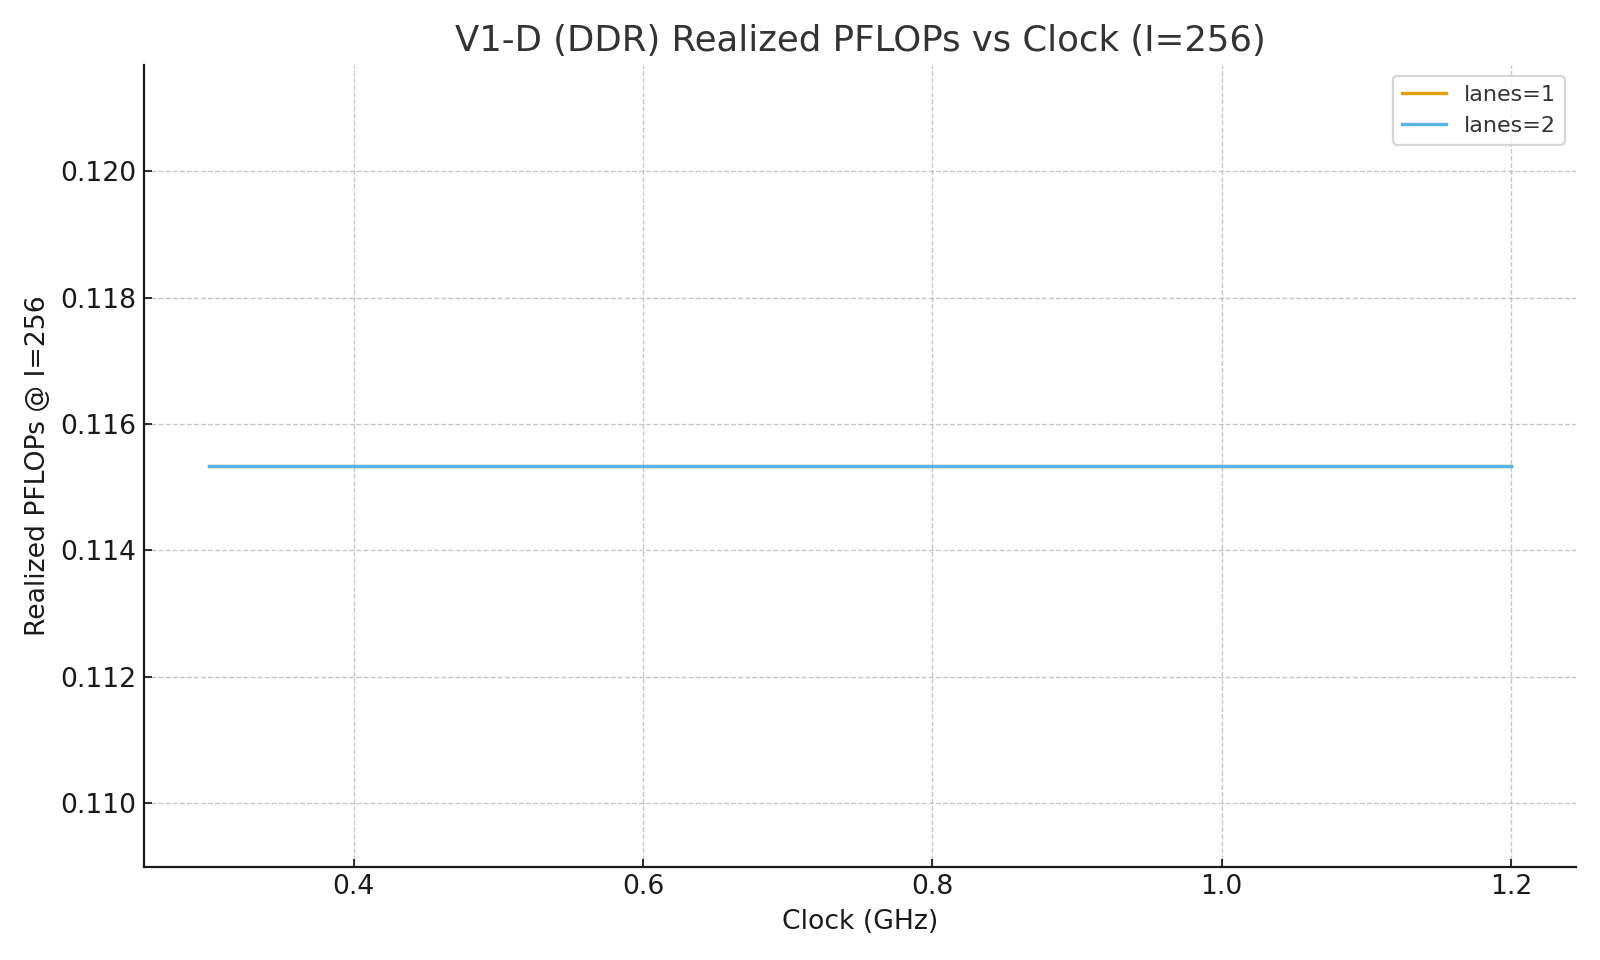 V1-D (DDR) Realized PFLOPs vs Clock (I=256)
lanes=1
lanes=2
0.120
0.118
0.116
0.114
0.112
0.110
Realized PFLOPs @ I=256
0.4 0.6 0.8 1.0 1.2
Clock (GHz)